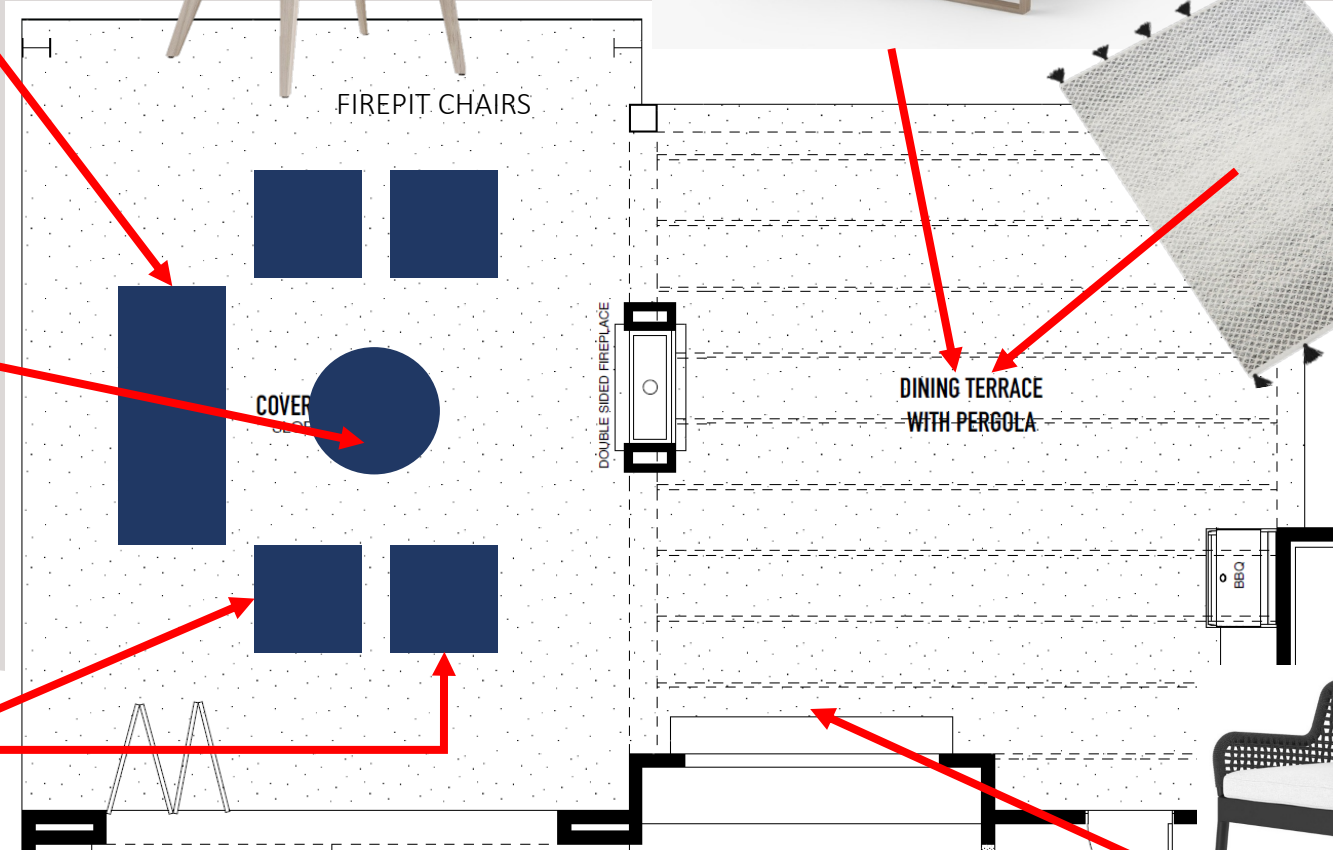 FIREPIT CHAIRS
DOUBLE SIDED FIREPLACE
COVER
DINING TERRACE
WITH PERGOLA
BBQ